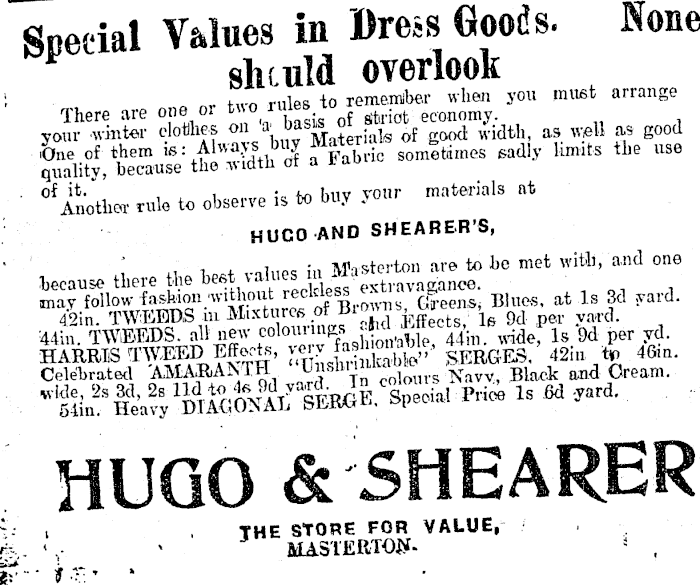 Special Values in Dress Goods. None
should overlook
There are one or two rules to remember when you must arrange
your winter clothes on a basis of strict economy.
One of them is: Always buy Materials of good width, as well as good
quality, because the width of a Fabric sometimes sadly limits the use
of it.
Another rule to observe is to buy your materials at
HUGO AND SHEARER'S,
because there the best values in Masterton are to be met with, and one
may follow fashion without reckless extravagance.
42in. TWEEDS in Mixtures of Browns, Greens, Blues, at 1s 3d yard.
44in. TWEEDS, all new colourings and Effects, 1s 9d per yard.
HARRIS TWEED Effects, very fashionable, 44in. wide, 1s 9d per yd.
Celebrated AMARANTH "Unshrinkable" SERGES, 42in to 46in.
wide, 2s 3d, 2s 11d to 4s 9d yard. In colours Navy, Black and Cream.
54in. Heavy DIAGONAL SERGE, Special Price 1s 6d yard.
HUGO & SHEARER
THE STORE FOR VALUE,
MASTERTON.